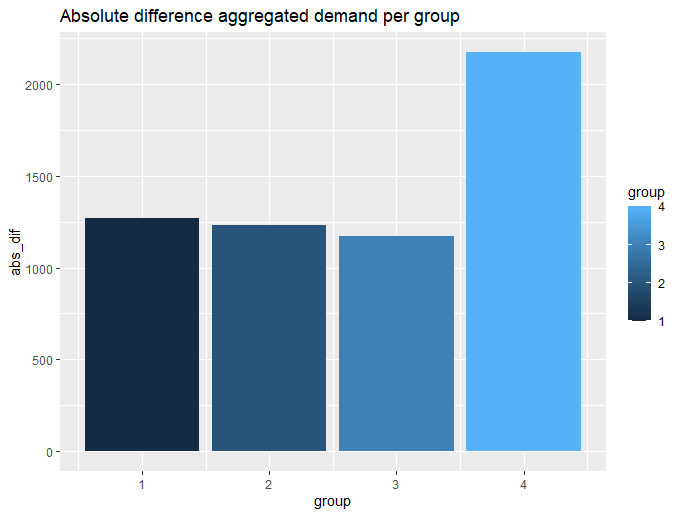 Absolute difference aggregated demand per group
2000
1500
1000
500
0
abs_dif
1 2 3 4
group
group
4
3
2
1